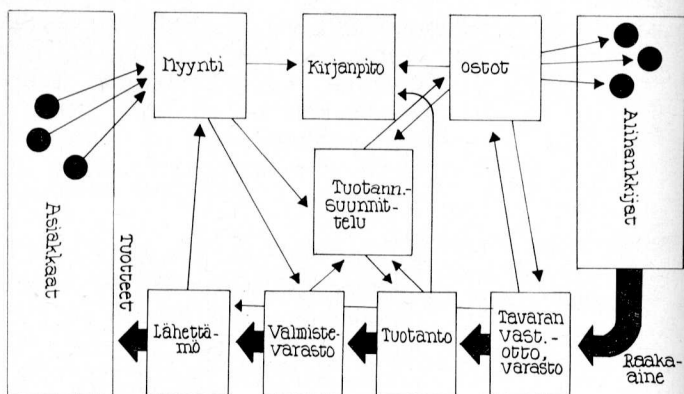 Myynti
Kirjanpito
ostot
Alihankkijat
Tuotann.-
suunnit-
telu
Asiakkaat
Tuotteet
Lähettä-
mö
Valmiste-
varasto
Tuotanto
Tavaran
vast.-
otto,
varasto
Raaka-
aine